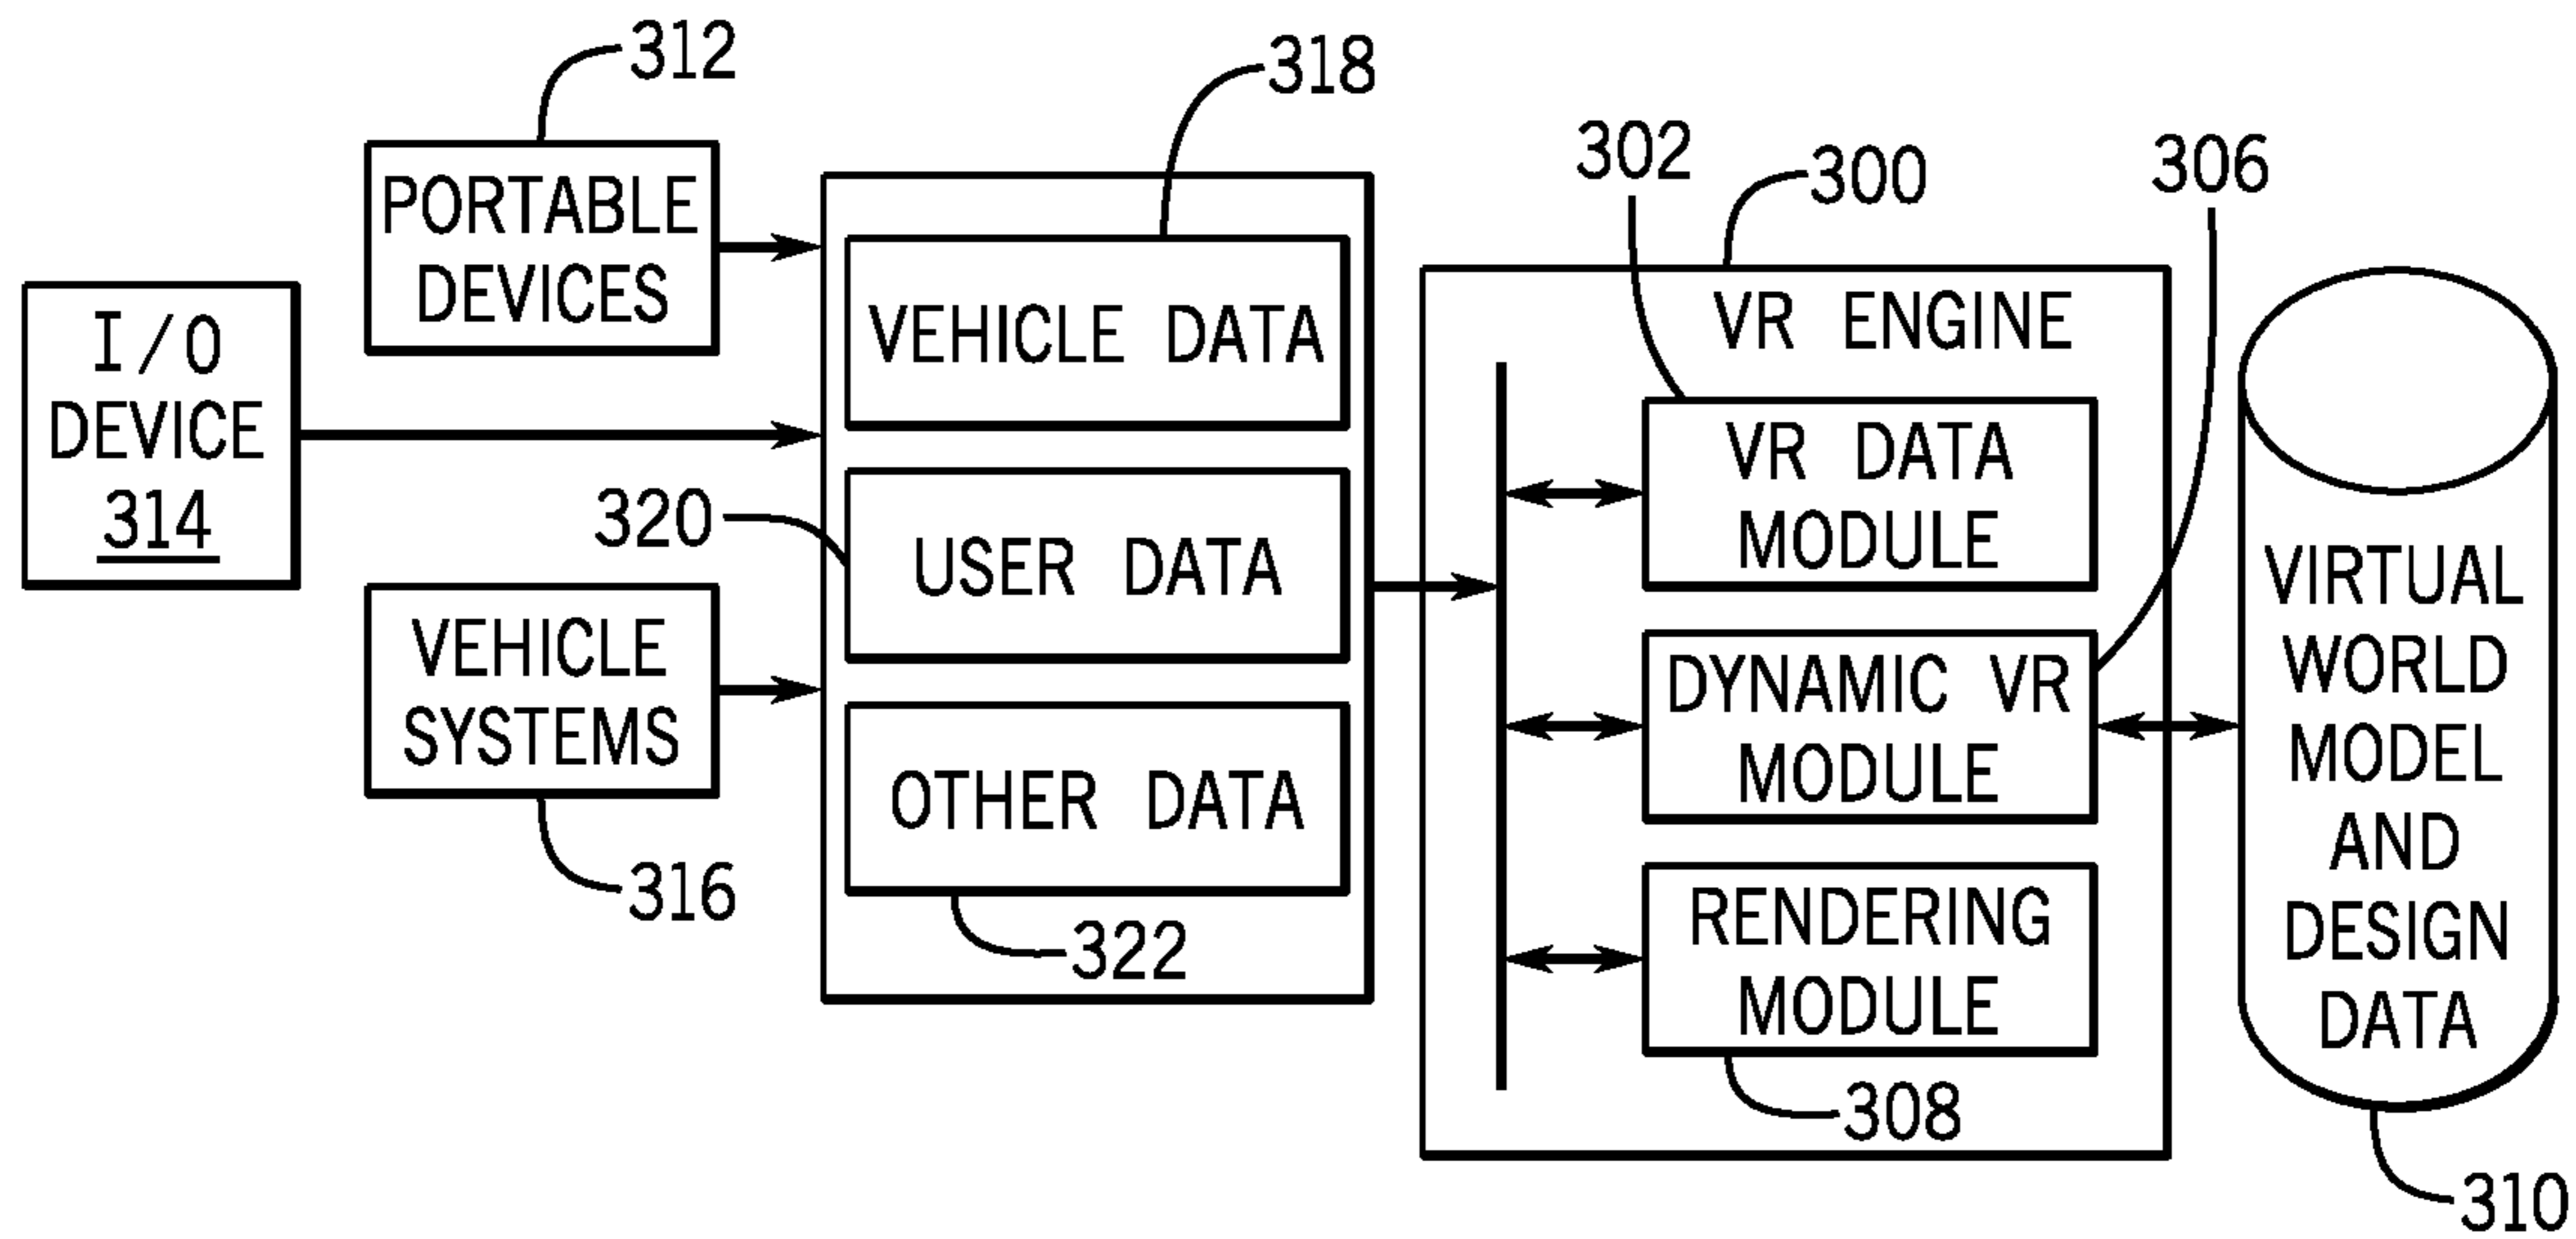 312
PORTABLE
DEVICES
I/O
DEVICE
314
VEHICLE
SYSTEMS
316
318
VEHICLE DATA
320
USER DATA
OTHER DATA
322
300
VR ENGINE
302
VR DATA
MODULE
306
DYNAMIC VR
MODULE
RENDERING
MODULE
308
VIRTUAL
WORLD
MODEL
AND
DESIGN
DATA
310